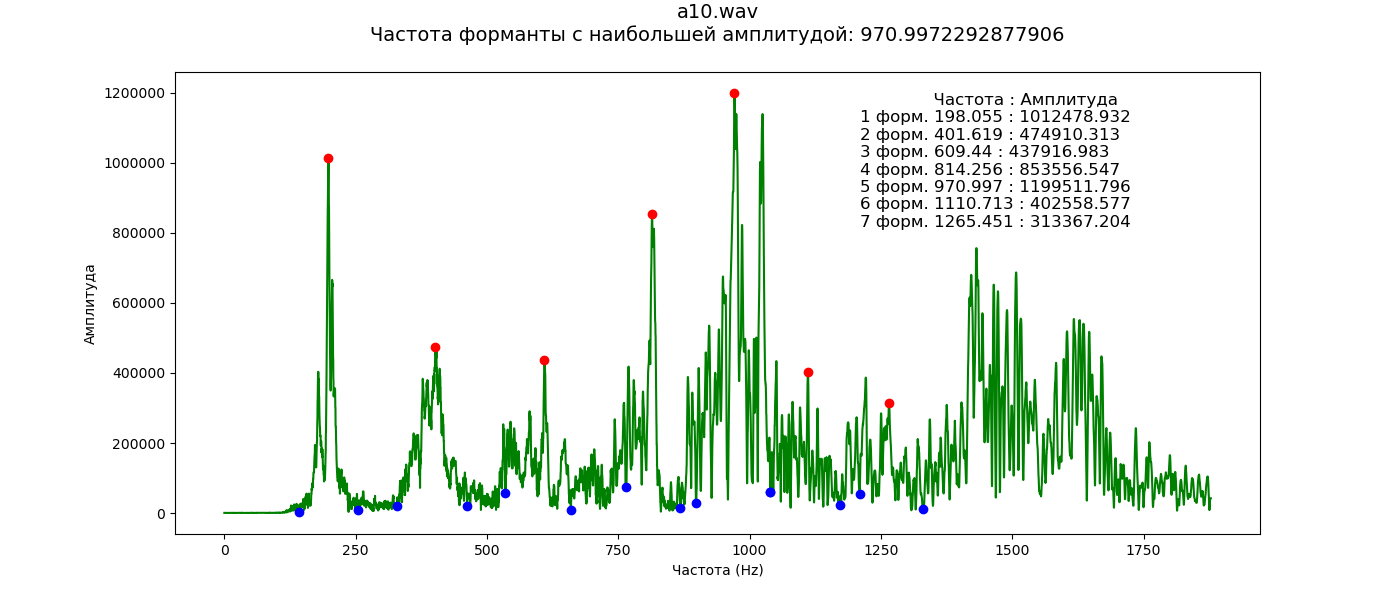 a10.wav
Частота форманты с наибольшей амплитудой: 970.9972292877906
Частота : Амплитуда
1 форм. 198.055 : 1012478.932
2 форм. 401.619 : 474910.313
3 форм. 609.44 : 437916.983
4 форм. 814.256 : 853556.547
5 форм. 970.997 : 1199511.796
6 форм. 1110.713 : 402558.577
7 форм. 1265.451 : 313367.204
Амплитуда
1200000
1000000
800000
600000
400000
200000
0
0 250 500 750 1000 1250 1500 1750
Частота (Hz)